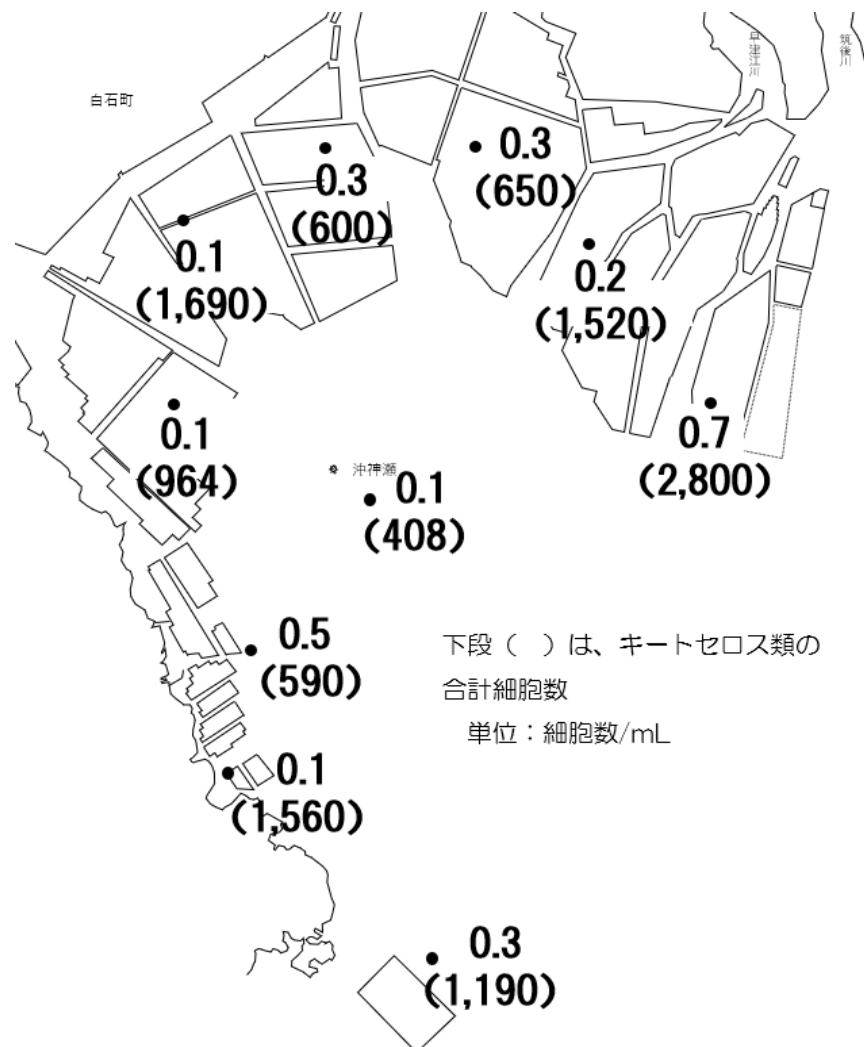 早津江川
筑後川
白石町
0.3
(650)
0.3
(600)
0.1
(1,690)
0.2
(1,520)
0.1
(964)
0.7
(2,800)
沖神瀬
0.1
(408)
0.5
(590)
下段（　）は、キートセロス類の
合計細胞数
単位：細胞数/mL
0.1
(1,560)
0.3
(1,190)